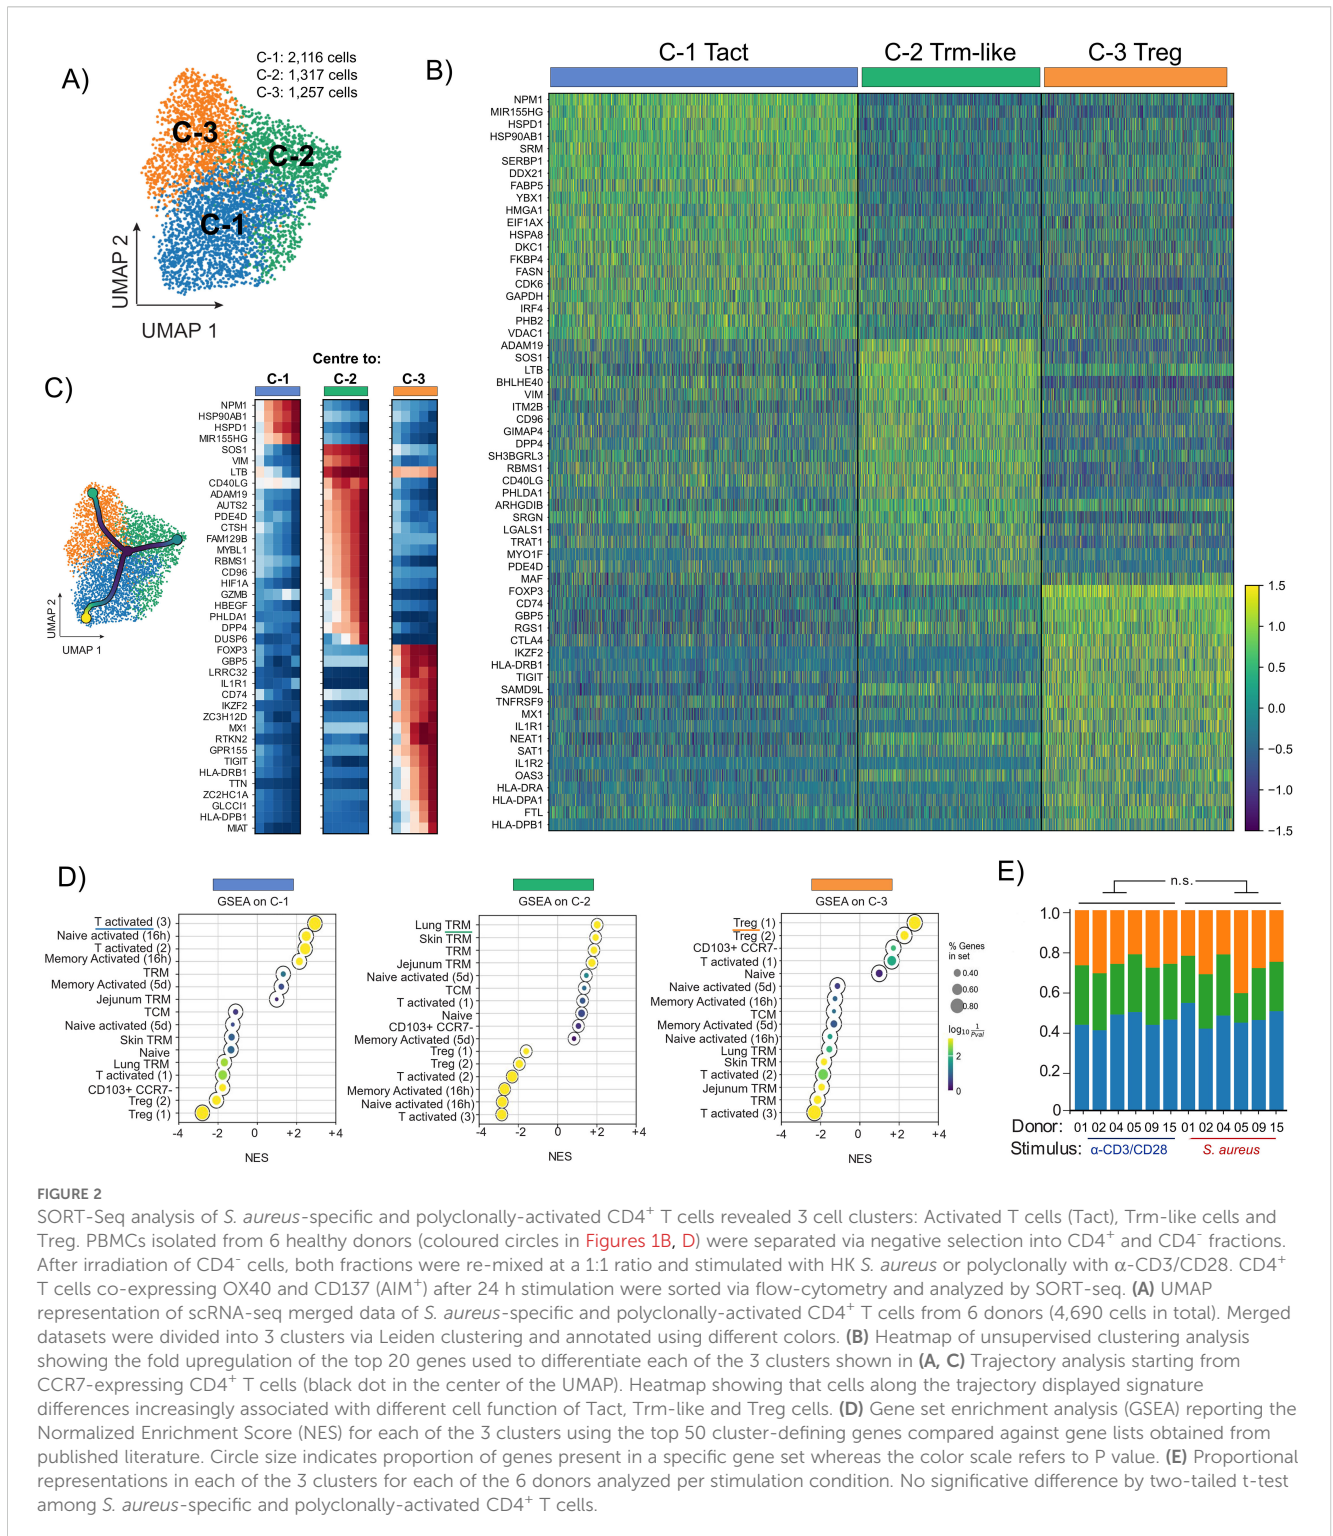 A)
C-1: 2,116 cells
C-2: 1,317 cells
C-3: 1,257 cells
C-3
C-2
C-1
UMAP 2
UMAP 1
B)
C-1 Tact
C-2 Trm-like
C-3 Treg
NPM1
MIR155HG
HSPD1
HSP90AB1
SRM
SERBP1
DDX21
FABP5
YBX1
HMGA1
EIF1AX
HSPA8
DKC1
FKBP4
FASN
CDK6
GAPDH
IRF4
PHB2
VDAC1
ADAM19
SOS1
LTB
BHLHE40
VIM
ITM2B
CD96
GIMAP4
DPP4
SH3BGRL3
RBMS1
CD40LG
PHLDA1
ARHGDIB
SRGN
LGALS1
TRAT1
MYO1F
PDE4D
MAF
FOXP3
CD74
GBP5
RGS1
CTLA4
IKZF2
HLA-DRB1
TIGIT
SAMD9L
TNFRSF9
MX1
IL1R1
NEAT1
SAT1
IL1R2
OAS3
HLA-DRA
HLA-DPA1
FTL
HLA-DPB1
1.5
1.0
0.5
0.0
−0.5
−1.0
−1.5
C)
Centre to:
C-1
C-2
C-3
NPM1
HSP90AB1
HSPD1
MIR155HG
SOS1
VIM
LTB
CD40LG
ADAM19
AUTS2
PDE4D
CTSH
FAM129B
MYBL1
RBMS1
CD96
HIF1A
GZMB
HBEGF
PHLDA1
DPP4
DUSP6
FOXP3
GBP5
LRRC32
IL1R1
CD74
IKZF2
ZC3H12D
MX1
RTKN2
GPR155
TIGIT
HLA-DRB1
TTN
ZC2HC1A
GLCCI1
HLA-DPB1
MIAT
UMAP 2
UMAP 1
D)
GSEA on C-1
T activated (3)
Naive activated (16h)
T activated (2)
Memory Activated (16h)
TRM
Memory Activated (5d)
Jejunum TRM
TCM
Naive activated (5d)
Skin TRM
Naive
Lung TRM
T activated (1)
CD103+ CCR7-
Treg (2)
Treg (1)
-4 -2 0 +2 +4
NES
GSEA on C-2
Lung TRM
Skin TRM
TRM
Jejunum TRM
Naive activated (5d)
TCM
T activated (1)
Naive
CD103+ CCR7-
Memory Activated (5d)
Treg (1)
Treg (2)
T activated (2)
Memory Activated (16h)
Naive activated (16h)
T activated (3)
-4 -2 0 +2 +4
NES
GSEA on C-3
Treg (1)
Treg (2)
CD103+ CCR7-
T activated (1)
Naive
Naive activated (5d)
Memory Activated (16h)
TCM
Memory Activated (5d)
Naive activated (16h)
Lung TRM
Skin TRM
T activated (2)
Jejunum TRM
TRM
T activated (3)
-4 -2 0 +2 +4
NES
% Genes
in set
0.40
0.60
0.80
log10 1/Pval
2
0
E)
n.s.
1.0
0.8
0.6
0.4
0.2
0
Donor: 01 02 04 05 09 15 01 02 04 05 09 15
Stimulus: α-CD3/CD28 S. aureus
FIGURE 2
SORT-Seq analysis of S. aureus-specific and polyclonally-activated CD4+ T cells revealed 3 cell clusters: Activated T cells (Tact), Trm-like cells and
Treg. PBMCs isolated from 6 healthy donors (coloured circles in Figures 1B, D) were separated via negative selection into CD4+ and CD4- fractions.
After irradiation of CD4- cells, both fractions were re-mixed at a 1:1 ratio and stimulated with HK S. aureus or polyclonally with α-CD3/CD28. CD4+
T cells co-expressing OX40 and CD137 (AIM+) after 24 h stimulation were sorted via flow-cytometry and analyzed by SORT-seq. (A) UMAP
representation of scRNA-seq merged data of S. aureus-specific and polyclonally-activated CD4+ T cells from 6 donors (4,690 cells in total). Merged
datasets were divided into 3 clusters via Leiden clustering and annotated using different colors. (B) Heatmap of unsupervised clustering analysis
showing the fold upregulation of the top 20 genes used to differentiate each of the 3 clusters shown in (A, C) Trajectory analysis starting from
CCR7-expressing CD4+ T cells (black dot in the center of the UMAP). Heatmap showing that cells along the trajectory displayed signature
differences increasingly associated with different cell function of Tact, Trm-like and Treg cells. (D) Gene set enrichment analysis (GSEA) reporting the
Normalized Enrichment Score (NES) for each of the 3 clusters using the top 50 cluster-defining genes compared against gene lists obtained from
published literature. Circle size indicates proportion of genes present in a specific gene set whereas the color scale refers to P value. (E) Proportional
representations in each of the 3 clusters for each of the 6 donors analyzed per stimulation condition. No significative difference by two-tailed t-test
among S. aureus-specific and polyclonally-activated CD4+ T cells.